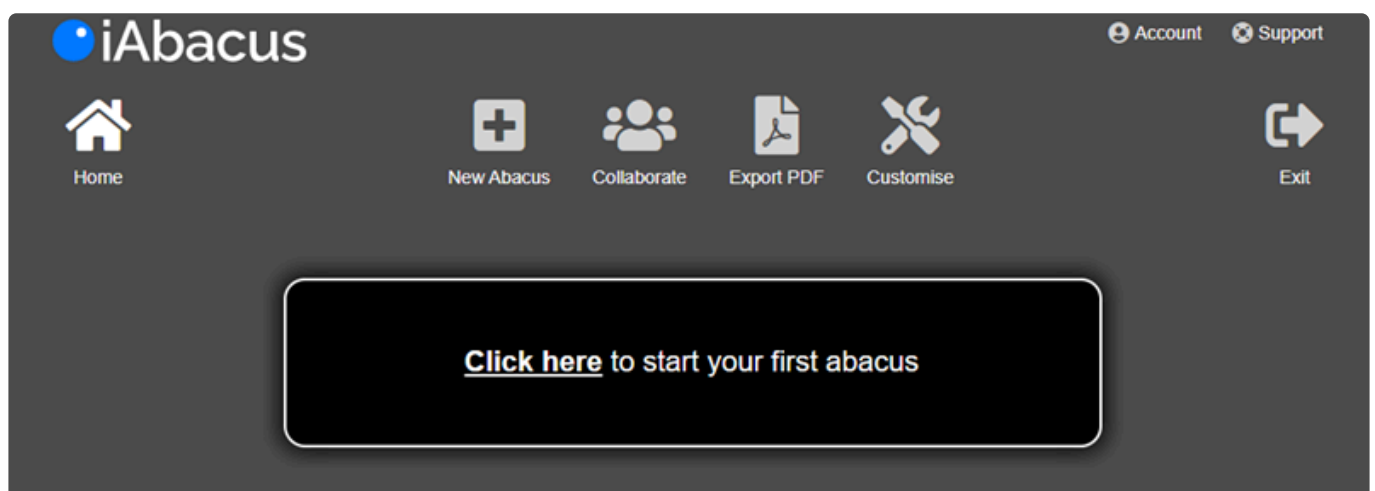 iAbacus
Account
Support
Home
New Abacus
Collaborate
Export PDF
Customise
Exit
Click here to start your first abacus